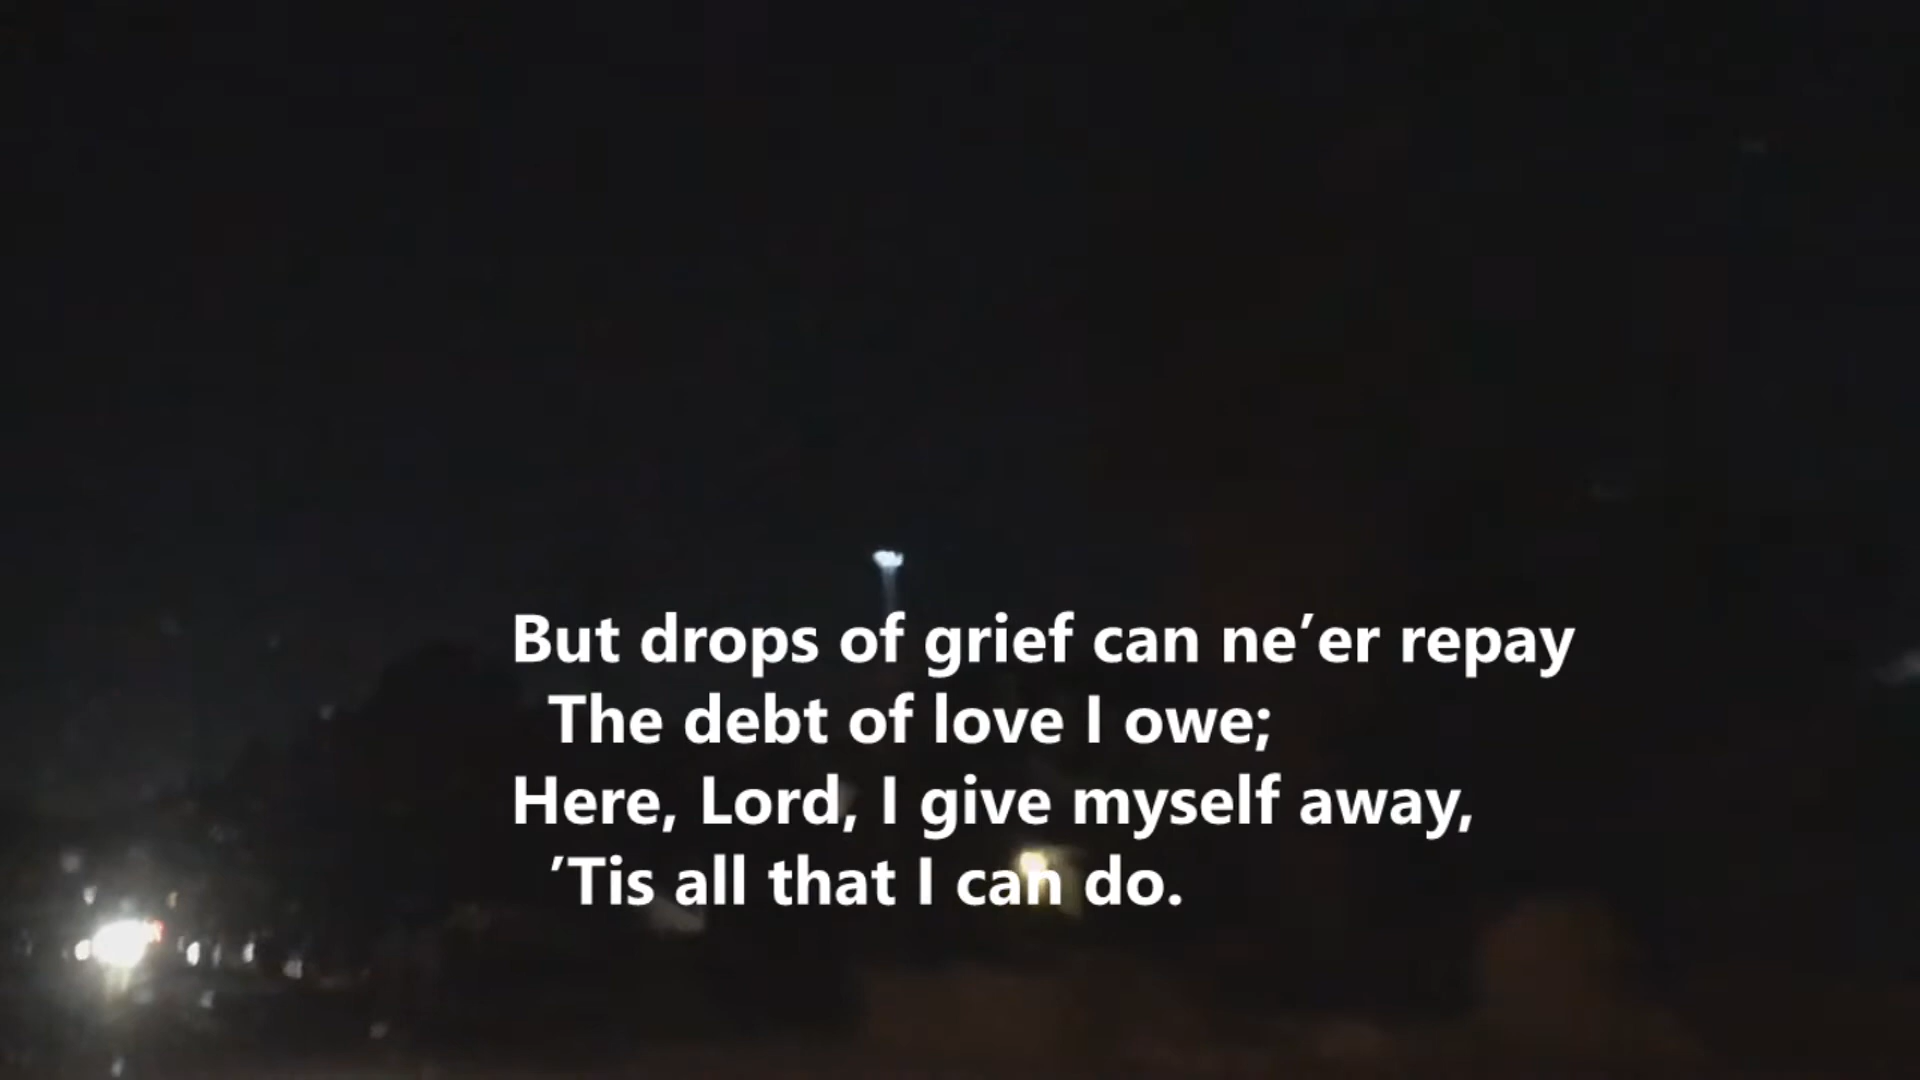 But drops of grief can ne’er repay
The debt of love I owe;
Here, Lord, I give myself away,
’Tis all that I can do.